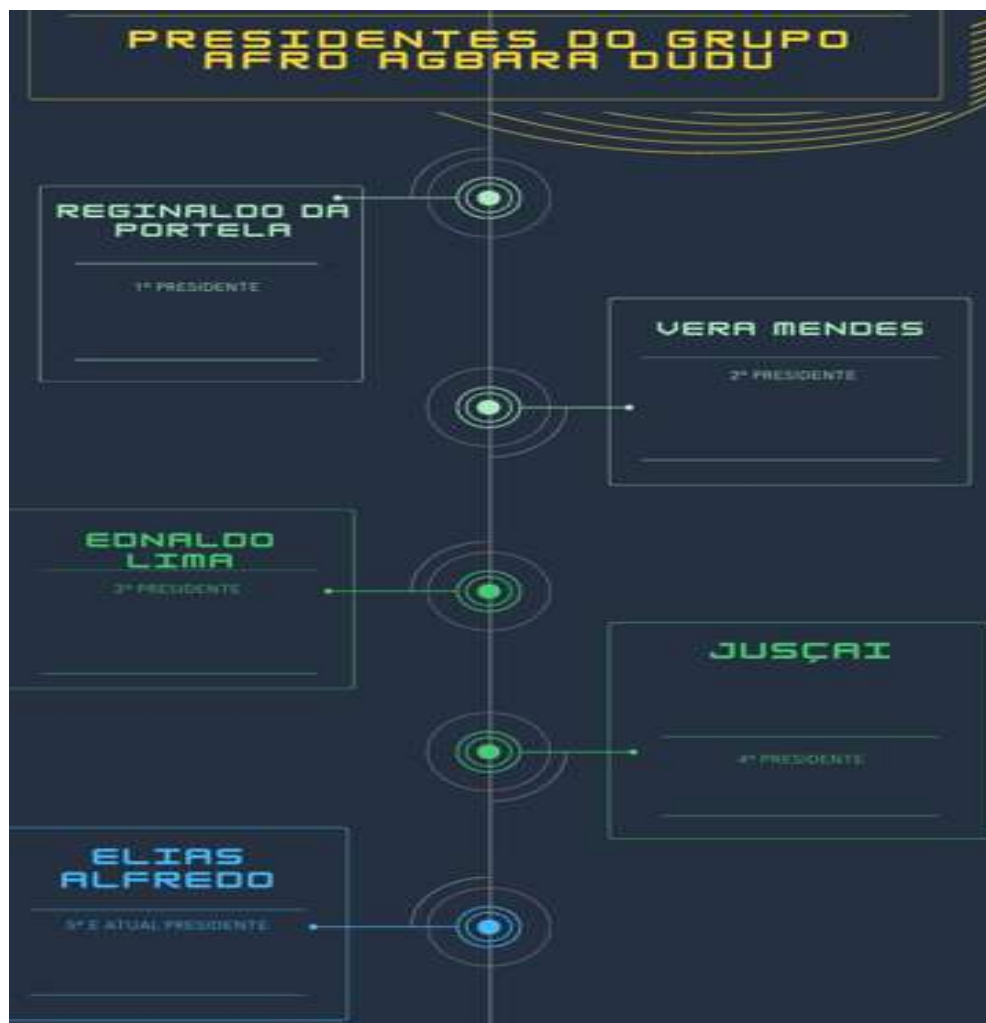 PRESIDENTES DO GRUPO
AFRO AGBARA DUDU
REGINALDO DA
PORTELA
1º PRESIDENTE
VERA MENDES
2º PRESIDENTE
EDNALDO
LIMA
3º PRESIDENTE
JUSÇAI
4º PRESIDENTE
ELIAS
ALFREDO
5º E ATUAL PRESIDENTE